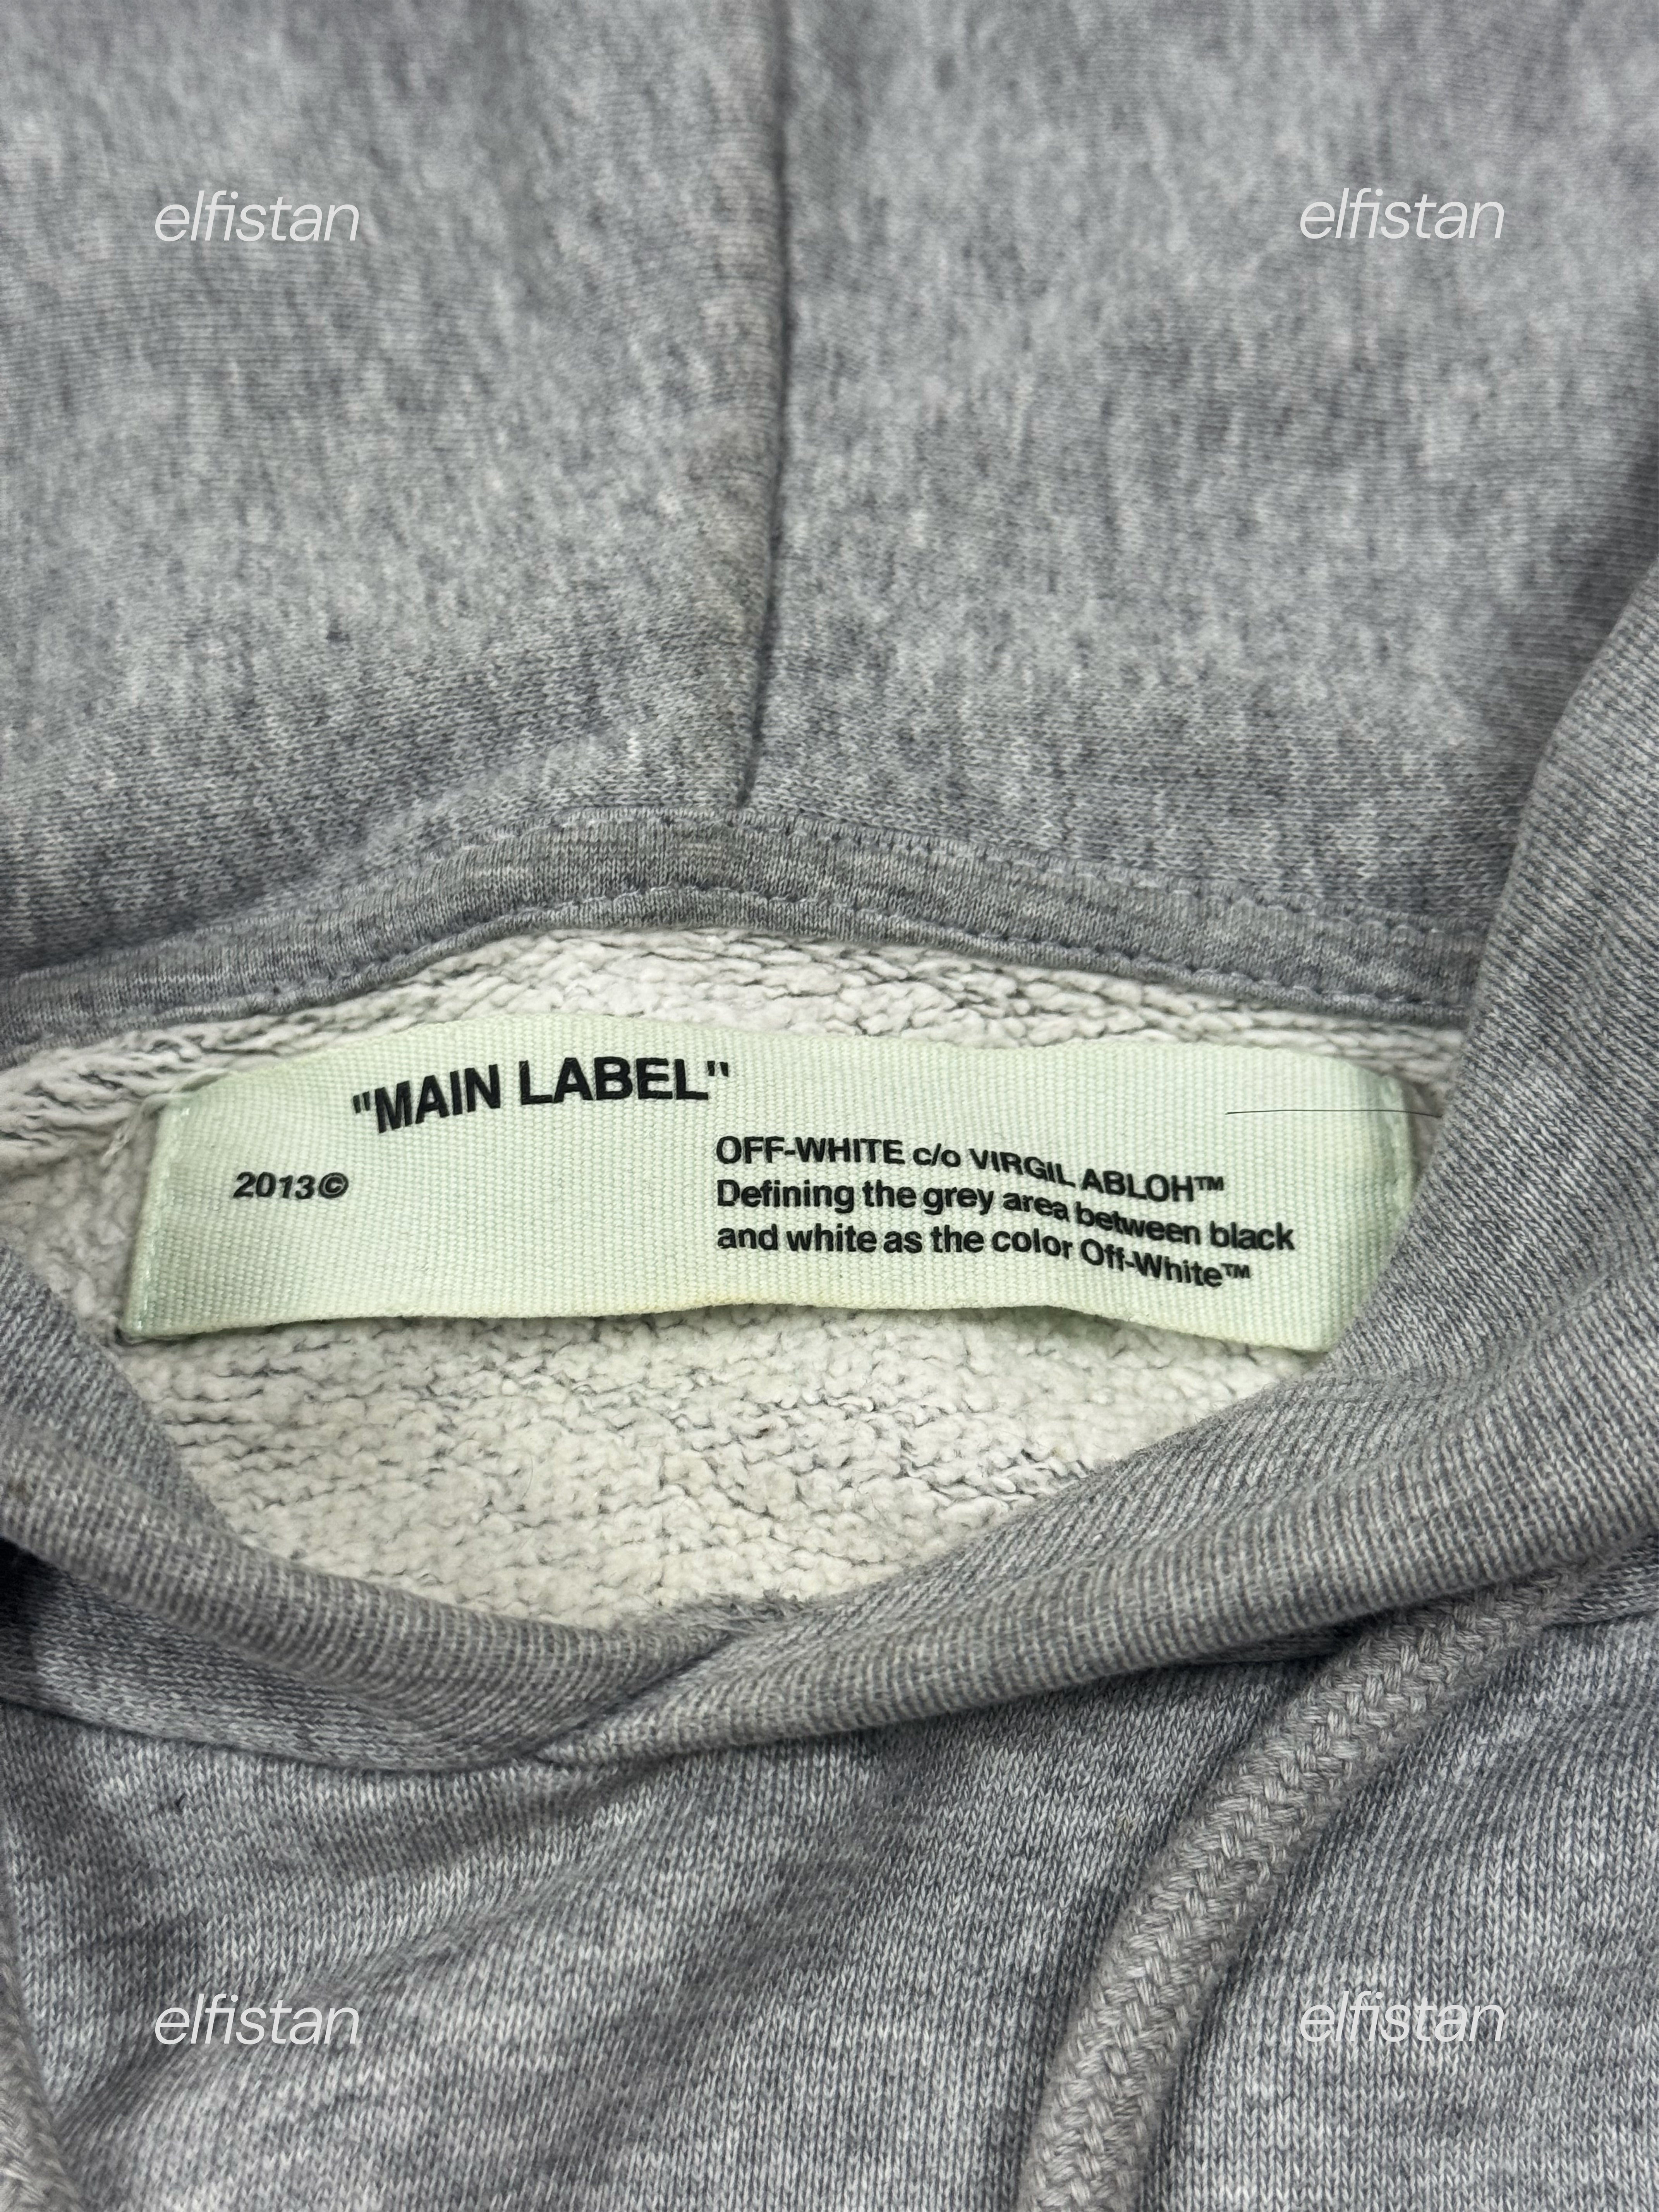 elfistan elfistan
"MAIN LABEL"
2013©
OFF-WHITE c/o VIRGIL ABLOH™
Defining the grey area between black
and white as the color Off-White™
elfistan elfistan